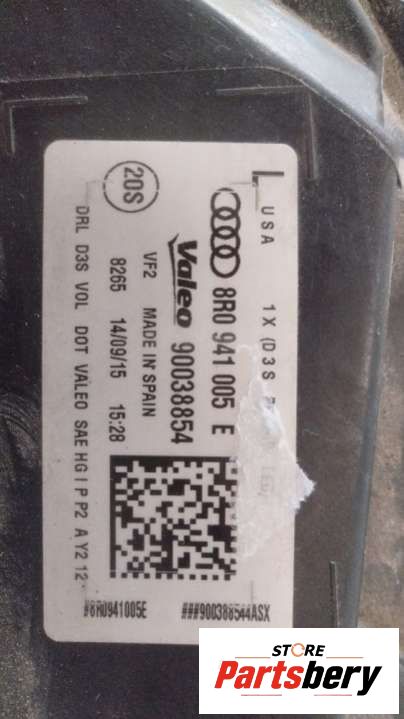 L USA 1X (D3S
8R0 941 005 E
Valeo 90038854
20S VF2 MADE IN SPAIN
8265 14/09/15 15:28
DRL D3S VOL DOT VALEO SAE HG I P P2 A Y2 12
#8R0941005E
###900388544ASX
STORE
Partsbery